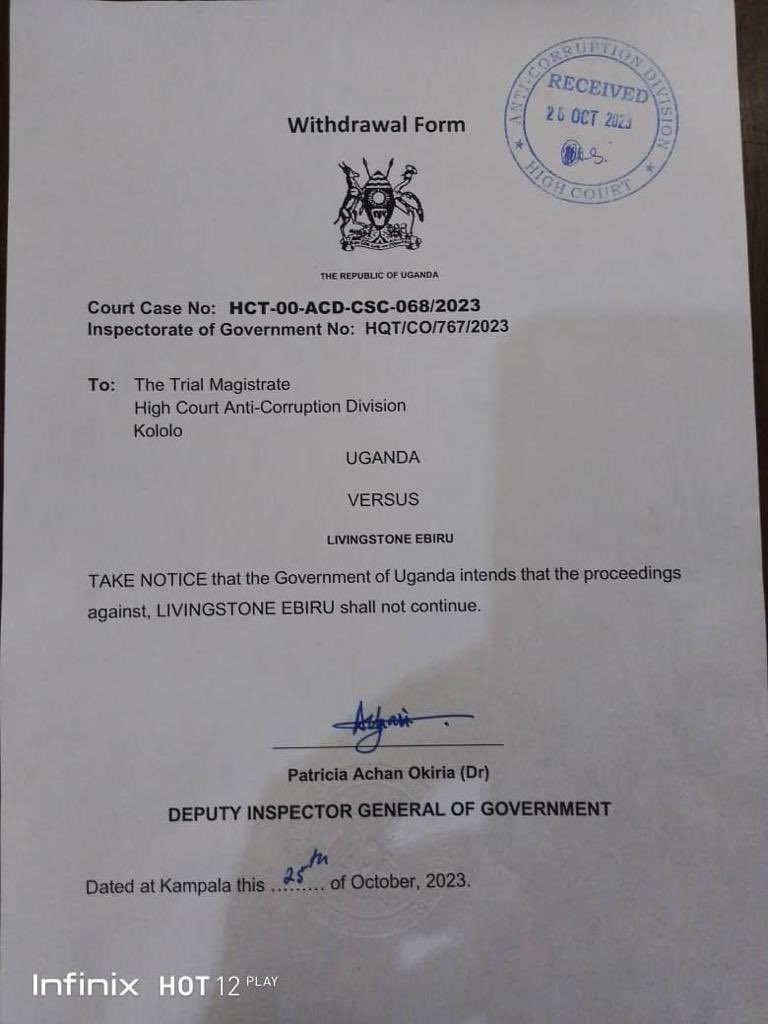 ANTI-CORRUPTION DIVISION
RECEIVED
26 OCT 2023
★ HIGH COURT ★
Withdrawal Form
THE REPUBLIC OF UGANDA
Court Case No: HCT-00-ACD-CSC-068/2023
Inspectorate of Government No: HQT/CO/767/2023
To: The Trial Magistrate
High Court Anti-Corruption Division
Kololo
UGANDA
VERSUS
LIVINGSTONE EBIRU
TAKE NOTICE that the Government of Uganda intends that the proceedings
against, LIVINGSTONE EBIRU shall not continue.
Patricia Achan Okiria (Dr)
DEPUTY INSPECTOR GENERAL OF GOVERNMENT
Dated at Kampala this ..25th.. of October, 2023.
Infinix HOT 12 PLAY